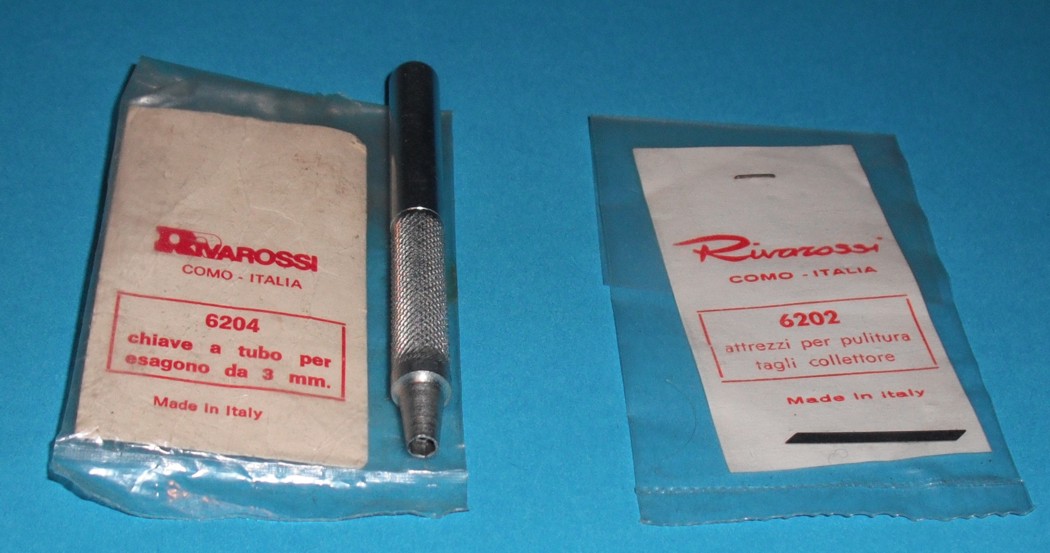 RIVAROSSI
COMO - ITALIA
6204
chiave a tubo per
esagono da 3 mm.
Made in Italy
Rivarossi
COMO - ITALIA
6202
attrezzi per pulitura
tagli collettore
Made in Italy